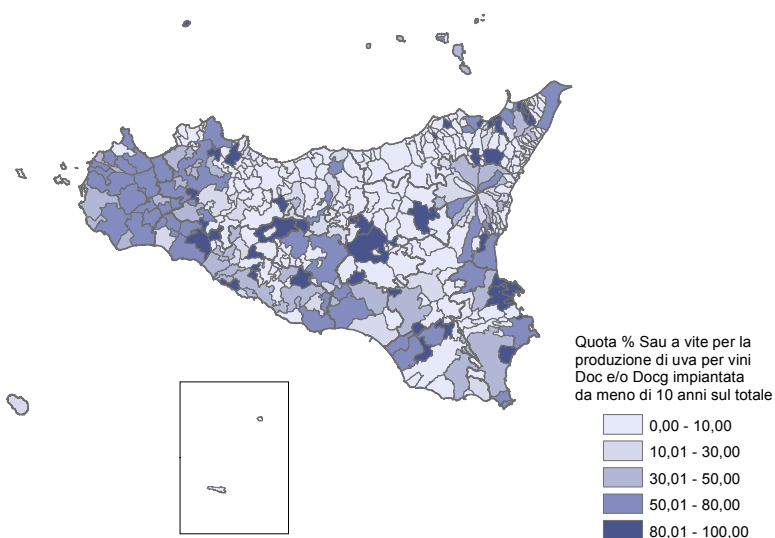 Quota % Sau a vite per la
produzione di uva per vini
Doc e/o Docg impiantata
da meno di 10 anni sul totale
0,00 - 10,00
10,01 - 30,00
30,01 - 50,00
50,01 - 80,00
80,01 - 100,00